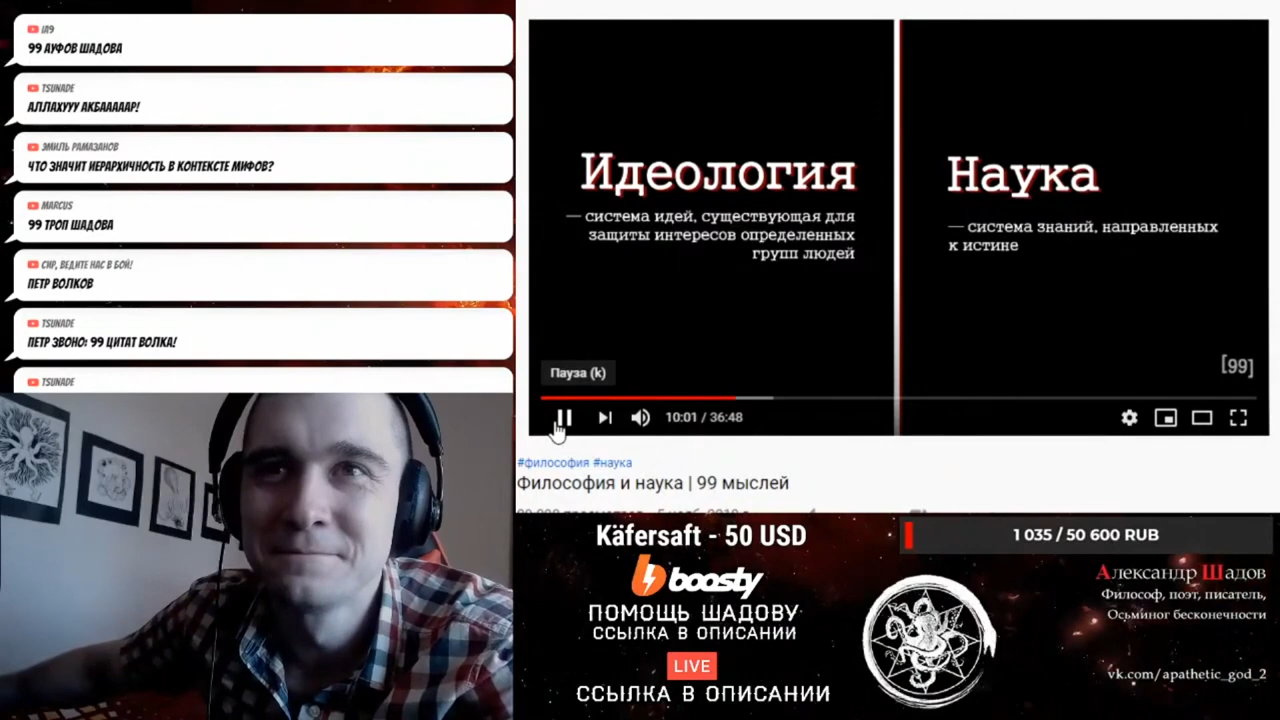 JA9
99 АУФОВ ШАДОВА
TSUNADE
АЛЛАХУУУ АКБАААААР!
ЭМИЛЬ РАМАЗАНОВ
ЧТО ЗНАЧИТ ИЕРАРХИЧНОСТЬ В КОНТЕКСТЕ МИФОВ?
MARCUS
99 ТРОП ШАДОВА
СИР, ВЕДИТЕ НАС В БОЙ!
ПЕТР ВОЛКОВ
TSUNADE
ПЕТР ЗВОНО: 99 ЦИТАТ ВОЛКА!
TSUNADE
Идеология
— система идей, существующая для
защиты интересов определенных
групп людей
Наука
— система знаний, направленных
к истине
[99]
Пауза (k)
10:01 / 36:48
#философия #наука
Философия и наука | 99 мыслей
Käfersaft - 50 USD
boosty
ПОМОЩЬ ШАДОВУ
ССЫЛКА В ОПИСАНИИ
LIVE
ССЫЛКА В ОПИСАНИИ
1 035 / 50 600 RUB
Александр Шадов
Философ, поэт, писатель,
Осьминог бесконечности
vk.com/apathetic_god_2